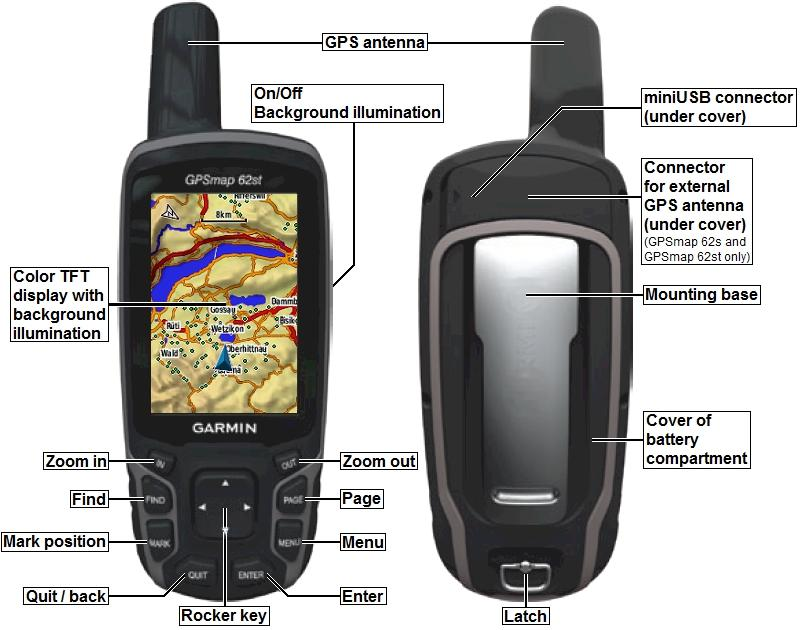 GPS antenna
On/Off
Background illumination
miniUSB connector
(under cover)
Connector
for external
GPS antenna
(under cover)
(GPSmap 62s and
GPSmap 62st only)
GPSmap 62st
8km
Color TFT
display with
background
illumination
Gossau
Dammb
Rüti
Wetzikon
Wald
Oberhittnau
Mounting base
Cover of
battery
compartment
GARMIN
Zoom in
IN
OUT
Zoom out
Find
FIND
PAGE
Page
Mark position
MARK
MENU
Menu
Quit / back
QUIT
ENTER
Enter
Rocker key
Latch